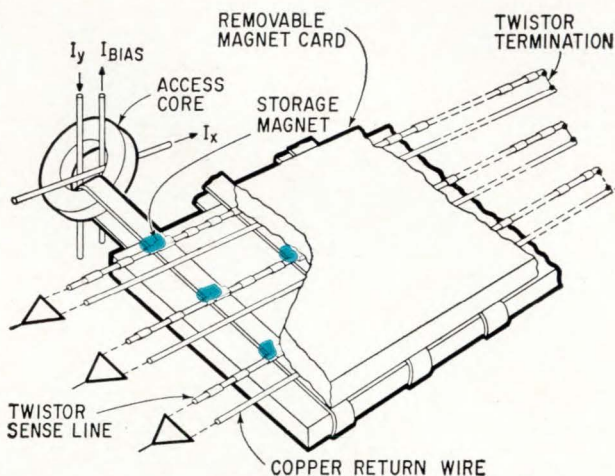 REMOVABLE
MAGNET CARD
TWISTOR
TERMINATION
Iy
IBIAS
ACCESS
CORE
STORAGE
MAGNET
Ix
TWISTOR
SENSE LINE
COPPER RETURN WIRE